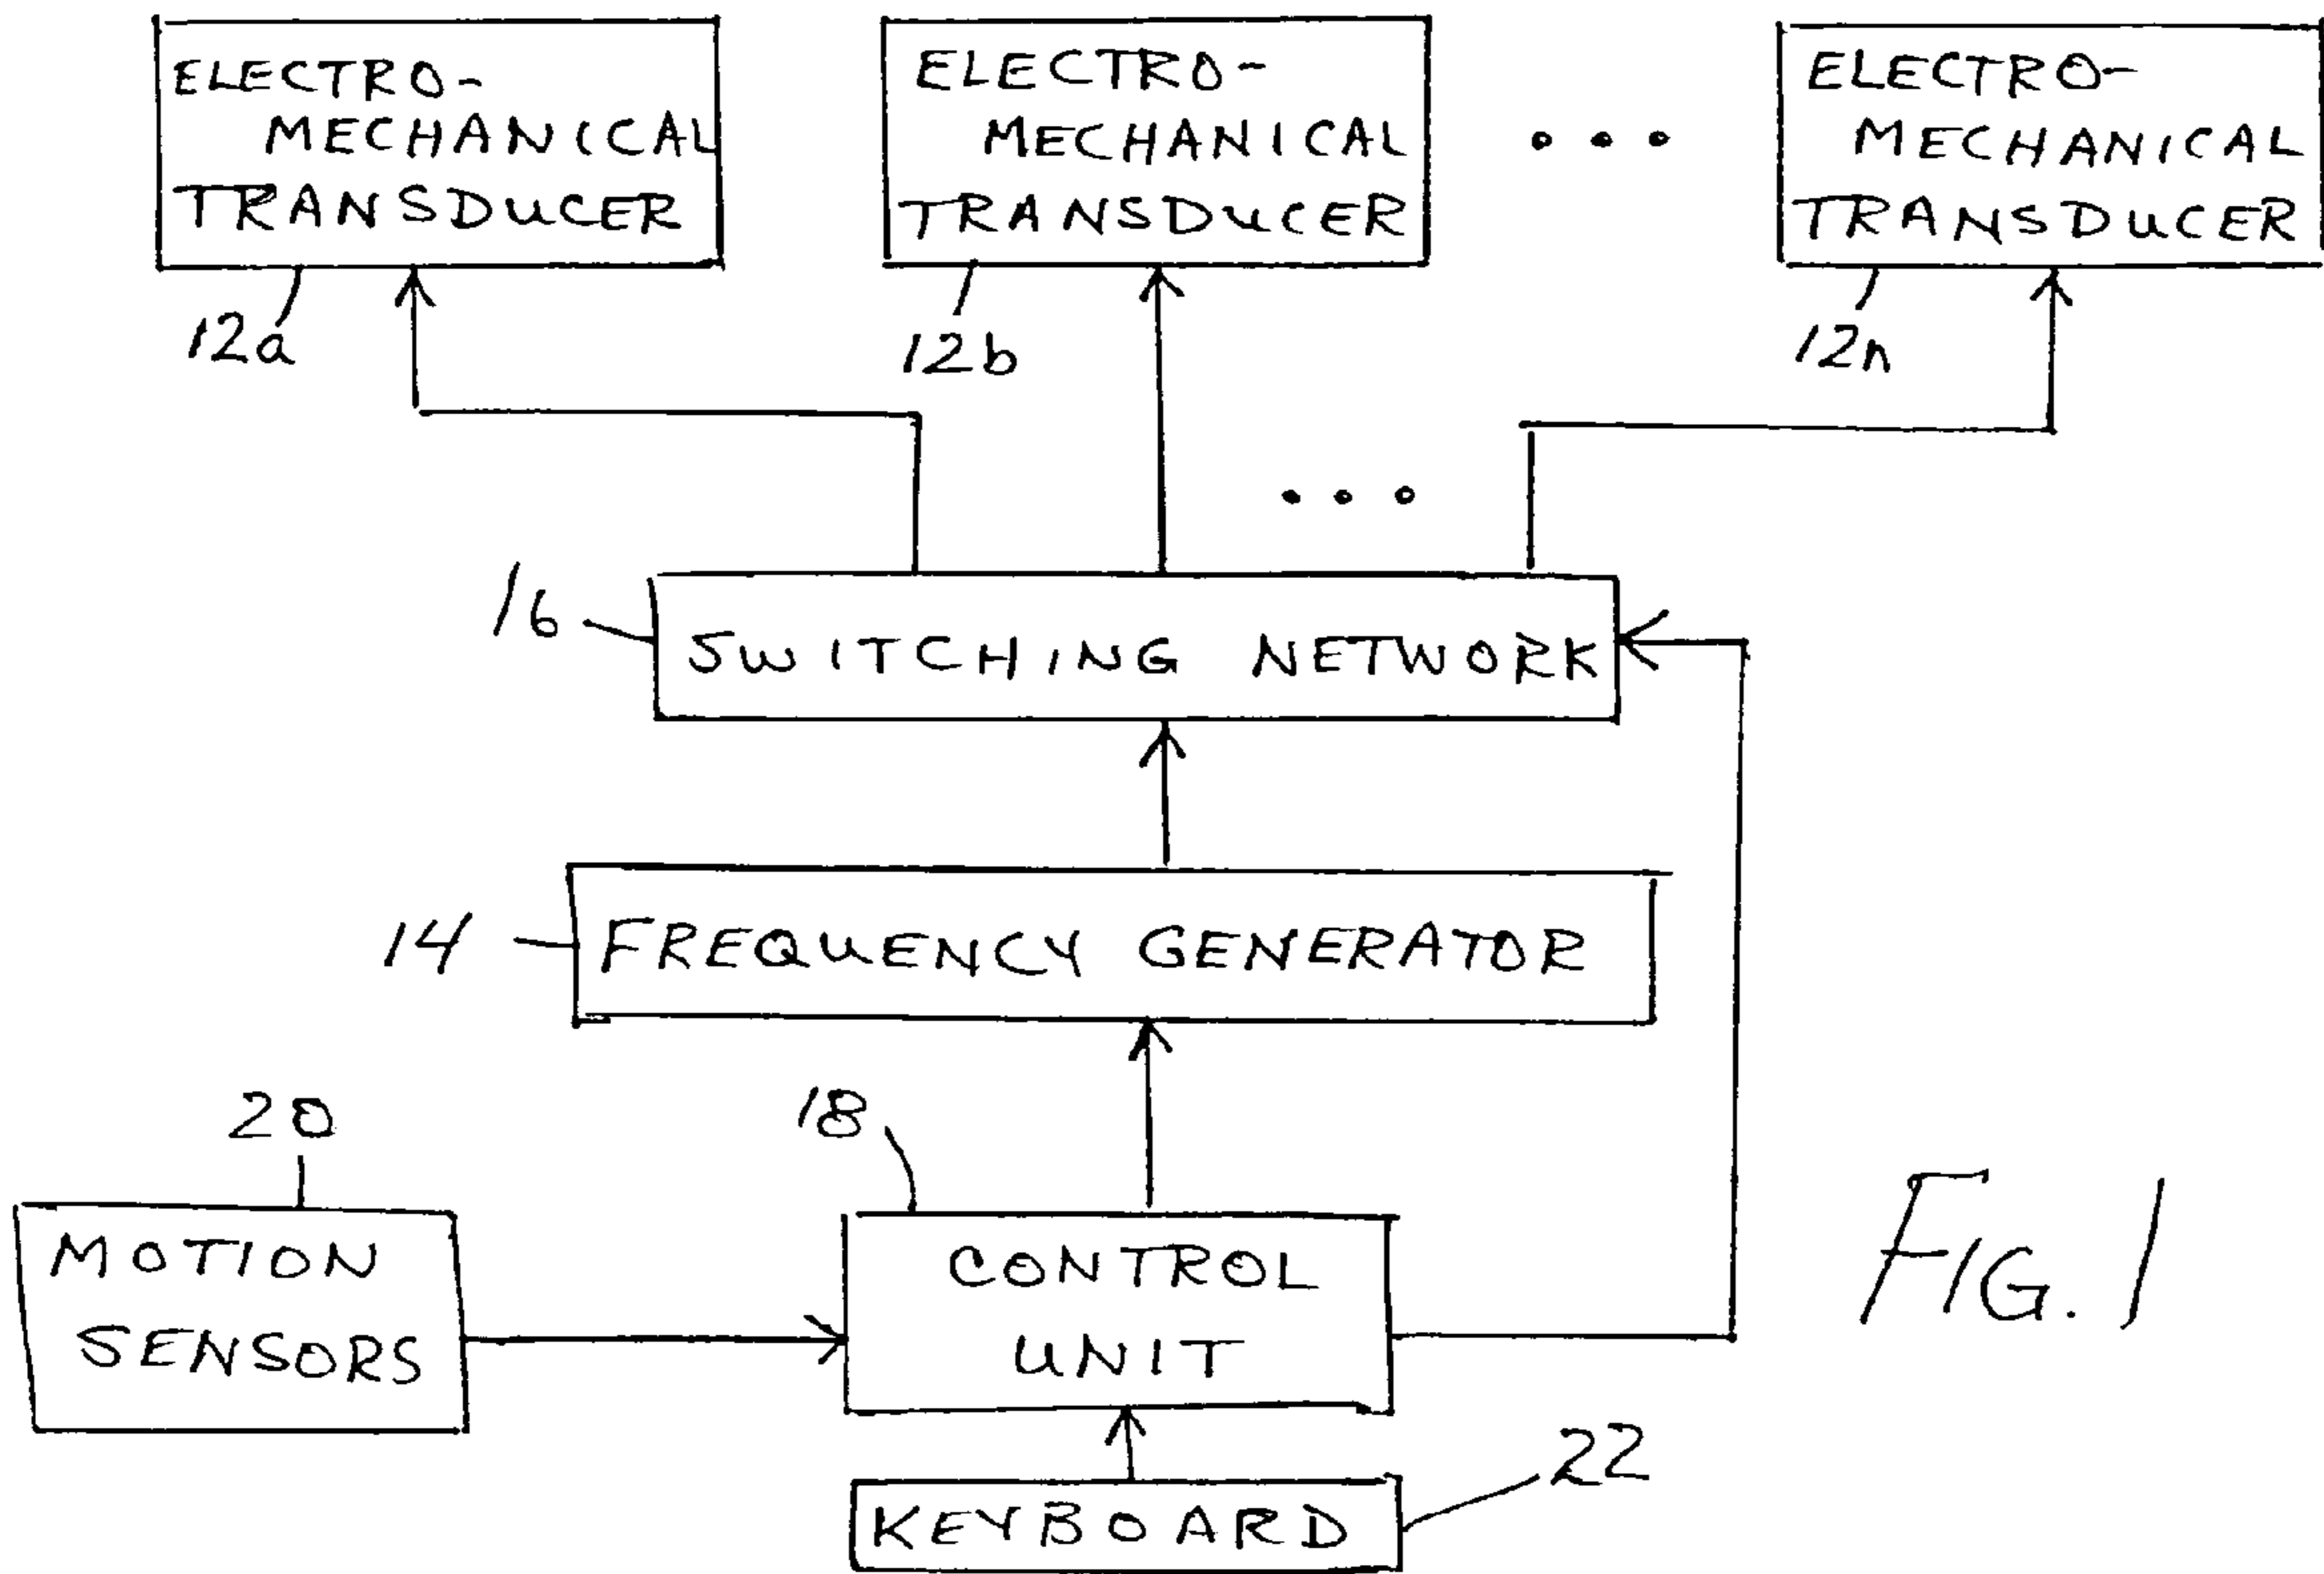 ELECTRO-
MECHANICAL
TRANSDUCER
12a
ELECTRO-
MECHANICAL
TRANSDUCER
12b
ELECTRO-
MECHANICAL
TRANSDUCER
12n
16
SWITCHING NETWORK
14
FREQUENCY GENERATOR
20
MOTION
SENSORS
18
CONTROL
UNIT
22
KEYBOARD
FIG. 1